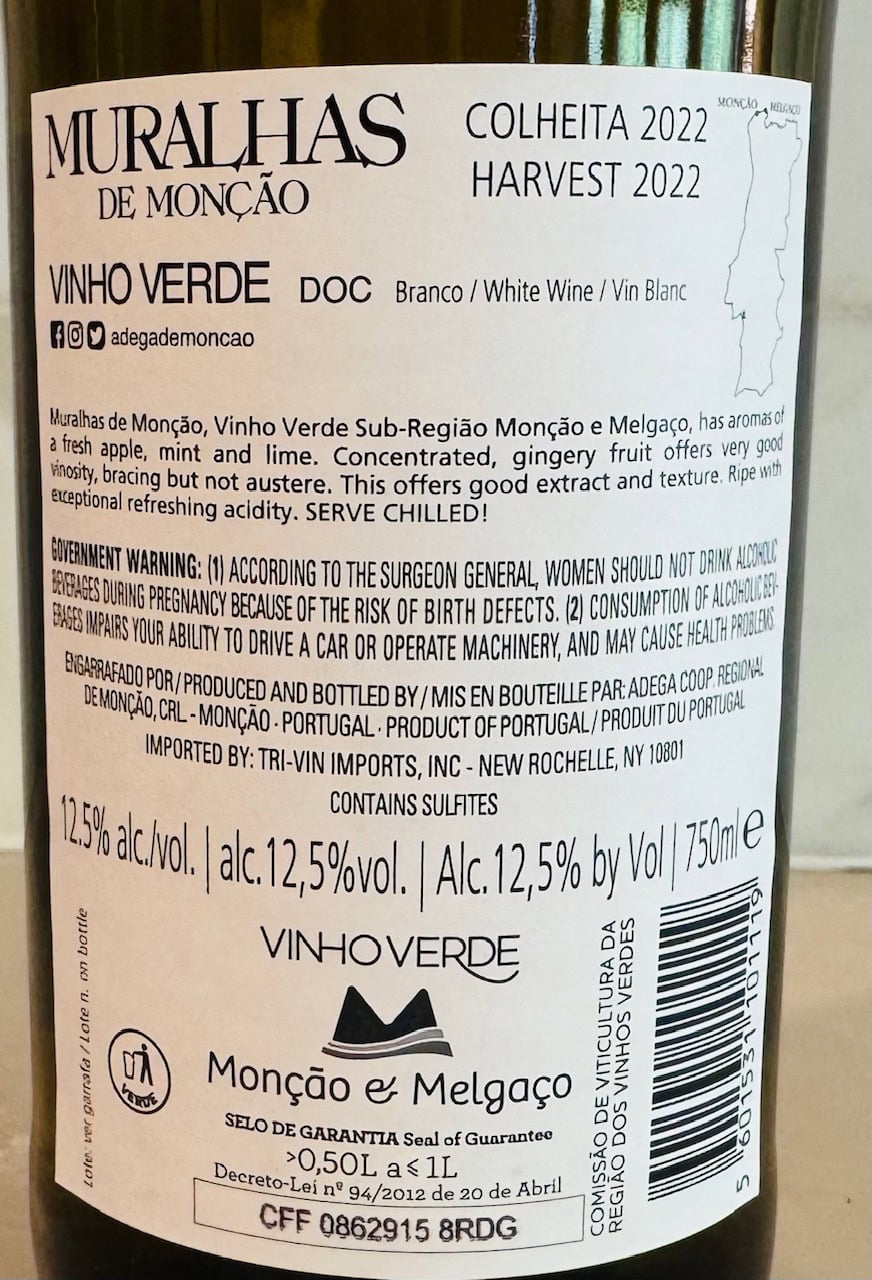 MURALHAS
DE MONÇÃO
COLHEITA 2022
HARVEST 2022
MONÇÃO MELGAÇO
VINHO VERDE DOC Branco / White Wine / Vin Blanc
adegademoncao
Muralhas de Monção, Vinho Verde Sub-Região Monção e Melgaço, has aromas of
a fresh apple, mint and lime. Concentrated, gingery fruit offers very good
vinosity, bracing but not austere. This offers good extract and texture. Ripe with
exceptional refreshing acidity. SERVE CHILLED!
GOVERNMENT WARNING: (1) ACCORDING TO THE SURGEON GENERAL, WOMEN SHOULD NOT DRINK ALCOHOLIC
BEVERAGES DURING PREGNANCY BECAUSE OF THE RISK OF BIRTH DEFECTS. (2) CONSUMPTION OF ALCOHOLIC BEV-
ERAGES IMPAIRS YOUR ABILITY TO DRIVE A CAR OR OPERATE MACHINERY, AND MAY CAUSE HEALTH PROBLEMS.
ENGARRAFADO POR/PRODUCED AND BOTTLED BY/MIS EN BOUTEILLE PAR: ADEGA COOP. REGIONAL
DE MONÇÃO, CRL - MONÇÃO - PORTUGAL · PRODUCT OF PORTUGAL/PRODUIT DU PORTUGAL
IMPORTED BY: TRI-VIN IMPORTS, INC - NEW ROCHELLE, NY 10801
CONTAINS SULFITES
12.5% alc./vol. | alc.12,5%vol. | Alc.12,5% by Vol | 750ml e
Lote: ver garrafa / Lote n. on bottle
VERDE
VINHO VERDE
Monção e Melgaço
SELO DE GARANTIA Seal of Guarantee
>0,50L a ≤ 1L
Decreto-Lei nº 94/2012 de 20 de Abril
CFF 0862915 8RDG
COMISSÃO DE VITICULTURA DA
REGIÃO DOS VINHOS VERDES
5 601531 101119